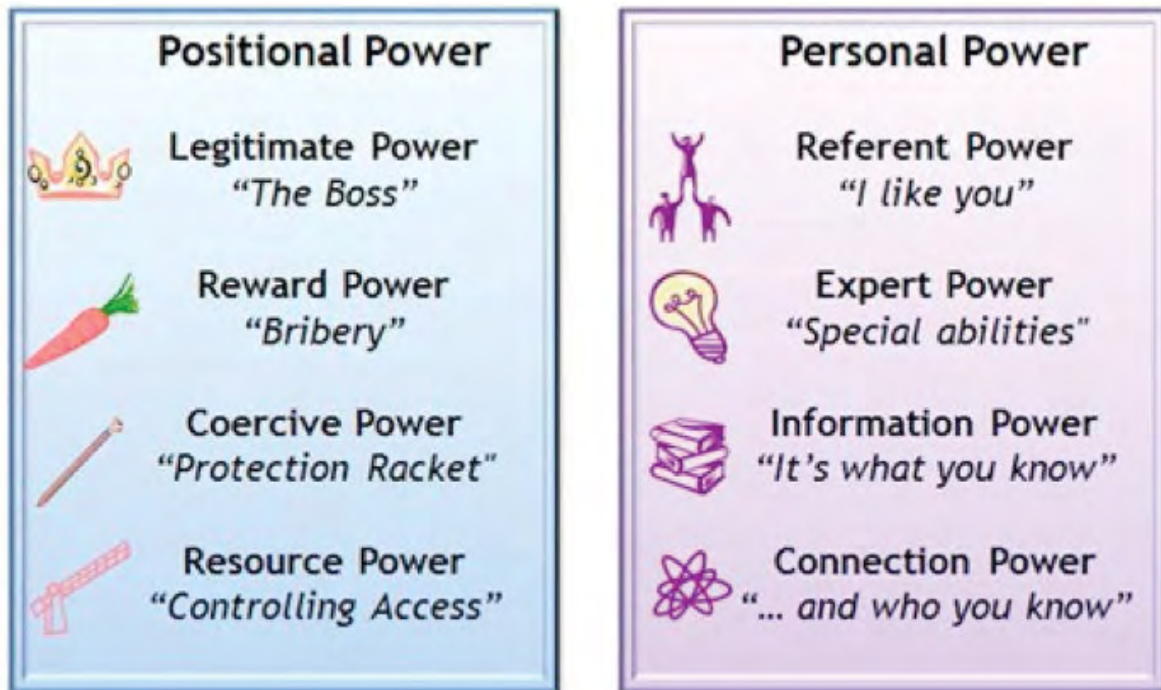 Positional Power
Legitimate Power
“The Boss”
Reward Power
“Bribery”
Coercive Power
“Protection Racket"
Resource Power
“Controlling Access”
Personal Power
Referent Power
“I like you”
Expert Power
“Special abilities"
Information Power
“It’s what you know”
Connection Power
“... and who you know”